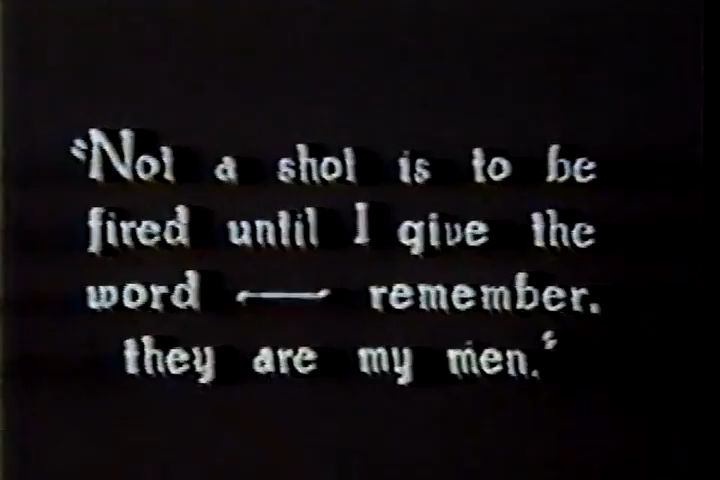 "Not a shot is to be
fired until I give the
word — remember,
they are my men."